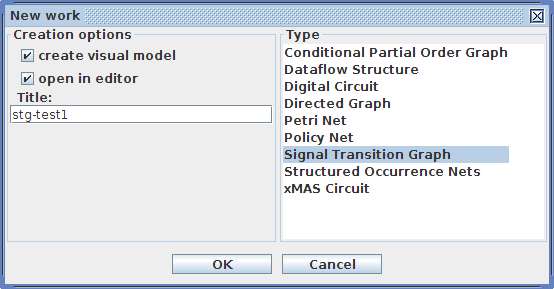 New work
Creation options
create visual model
open in editor
Title:
stg-test1
Type
Conditional Partial Order Graph
Dataflow Structure
Digital Circuit
Directed Graph
Petri Net
Policy Net
Signal Transition Graph
Structured Occurrence Nets
xMAS Circuit
OK
Cancel